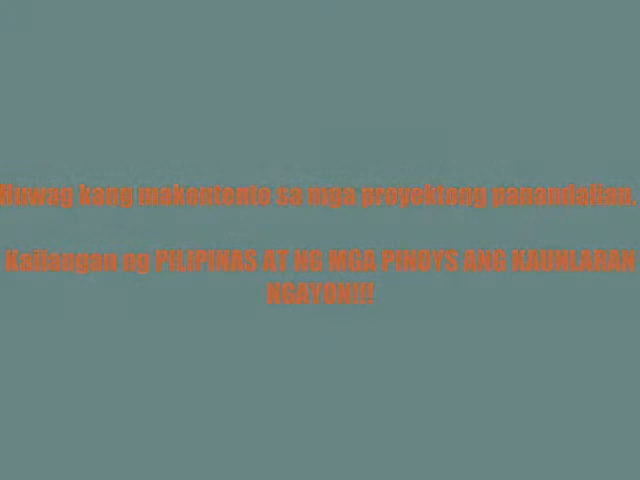 Huwag kang makontento sa mga proyektong panandalian.
Kailangan ng PILIPINAS AT NG MGA PINOYS ANG KAUNLARAN
NGAYON!!!